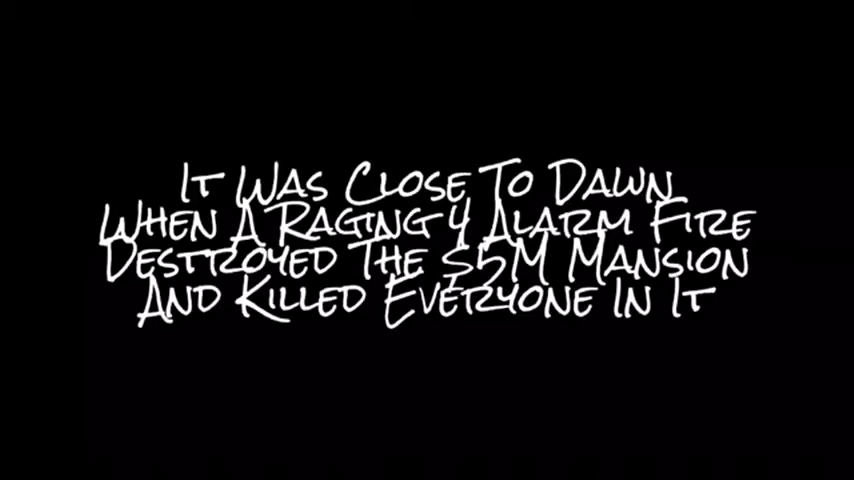 It Was Close To Dawn
When A Raging 4 Alarm Fire
Destroyed The $5M Mansion
And Killed Everyone In It